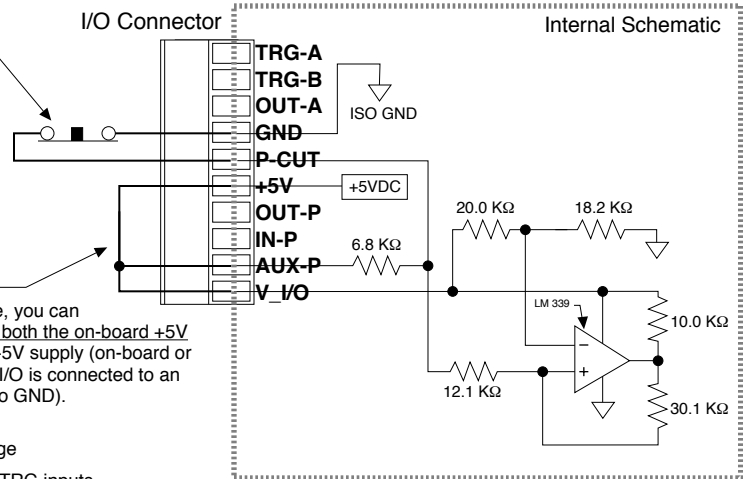 I/O Connector
Internal Schematic
TRG-A
TRG-B
OUT-A
ISO GND
GND
P-CUT
+5V
+5VDC
OUT-P
20.0 KΩ
18.2 KΩ
IN-P
6.8 KΩ
AUX-P
V_I/O
LM 339
10.0 KΩ
12.1 KΩ
30.1 KΩ
e, you can
both the on-board +5V
5V supply (on-board or
I/O is connected to an
o GND).
ge
TRG inputs